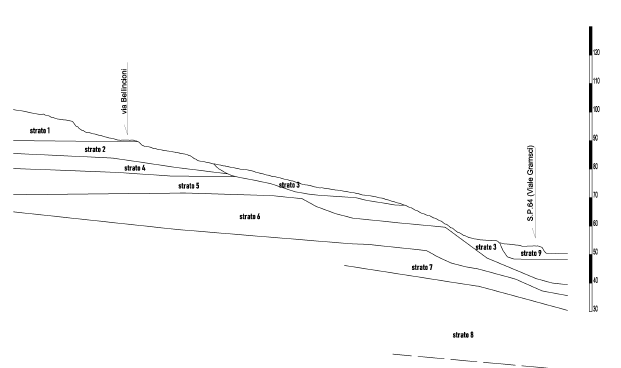 120
110
100
90
80
70
60
50
40
30
via Bellincioni
S.P.64 (Viale Gramsci)
strato 1
strato 2
strato 4
strato 5
strato 3
strato 6
strato 3
strato 9
strato 7
strato 8